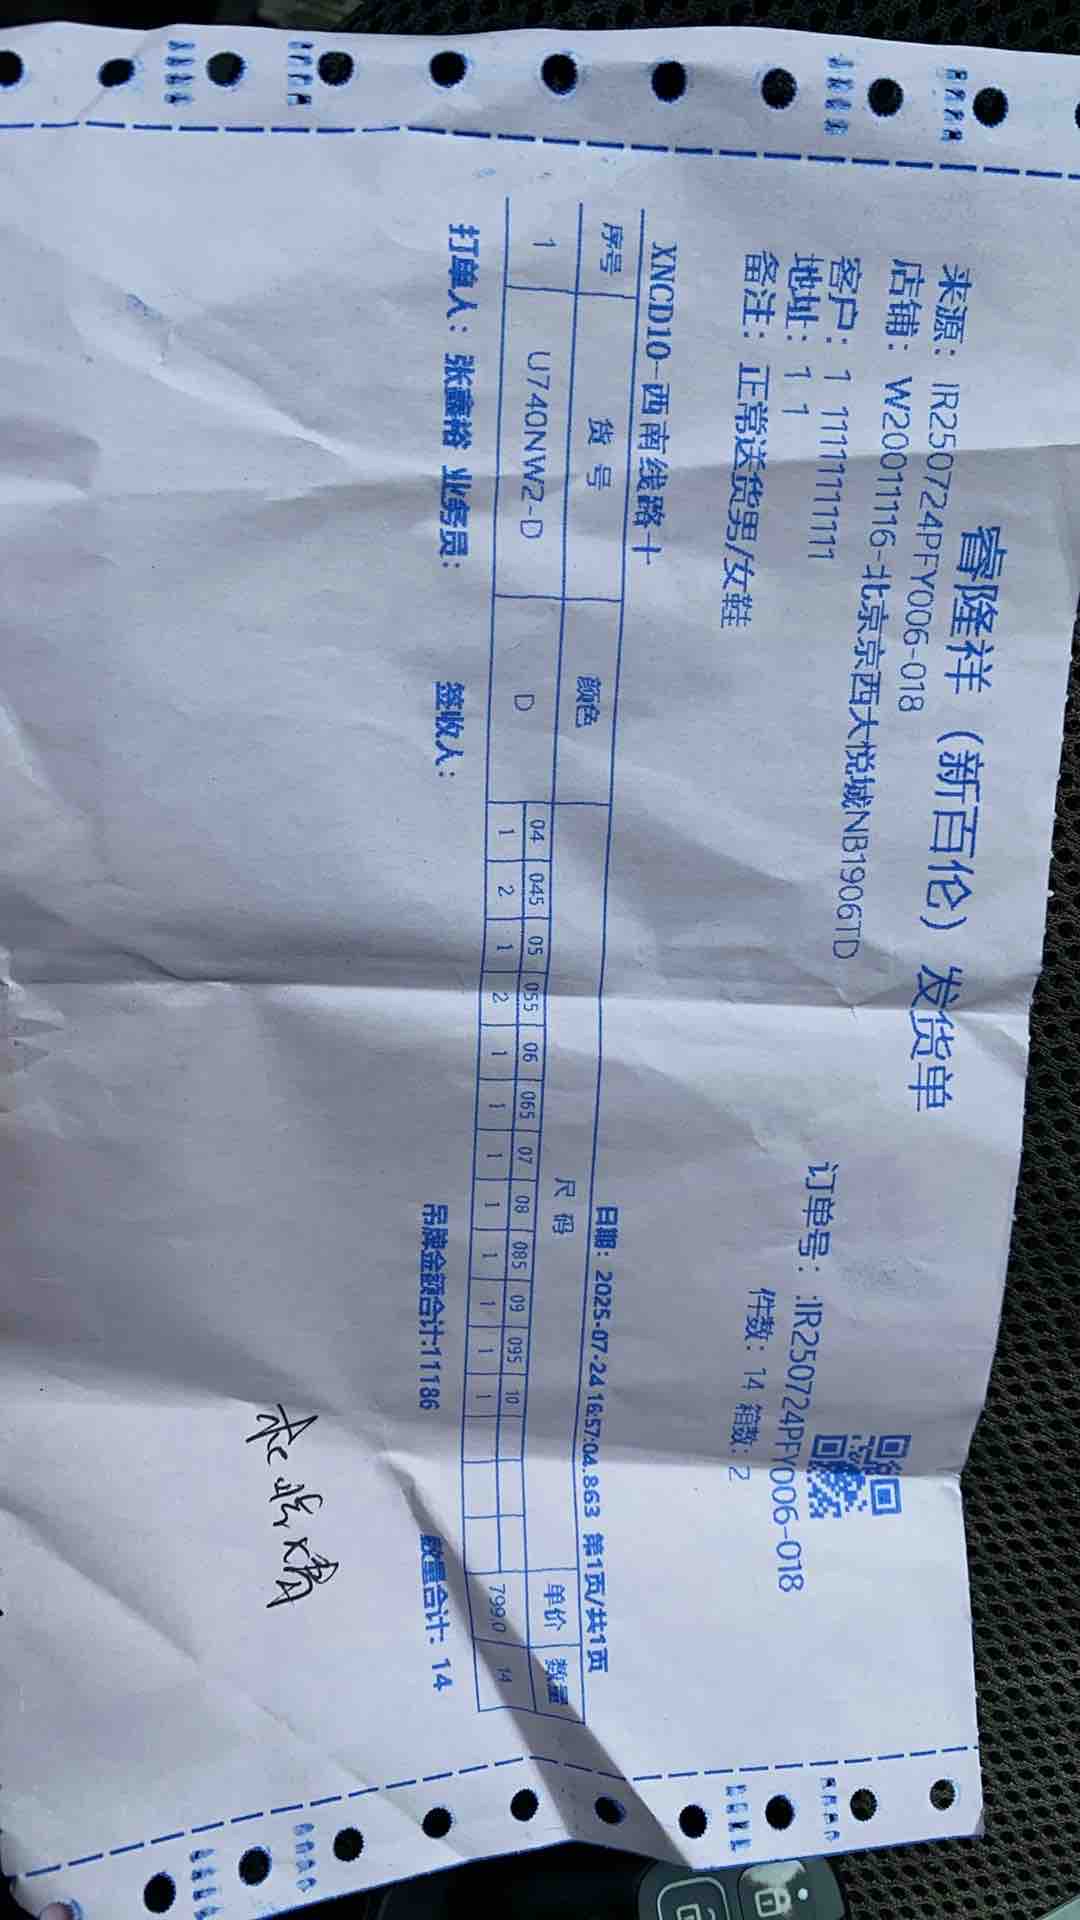 睿隆祥（新百伦）发货单
来源：IR250724PFY006-018
订单号：:IR250724PFY006-018
店铺：W20011116-北京京西大悦城NB1906TD
件数：14 箱数：2
客户：1 11111111111
地址：1 1
备注：正常送货男/女鞋
XNCD10-西南线路十 日期：2025-07-24 16:57:04.863 第1页/共1页
序号 货号 颜色 尺码 单价 数量
04 045 05 055 06 065 07 08 085 09 095 10
1 U740NW2-D D 1 2 1 2 1 1 1 1 1 1 1 1 799.0 14
打单人：张鑫裕 业务员： 签收人： 吊牌金额合计:11186 数量合计：14